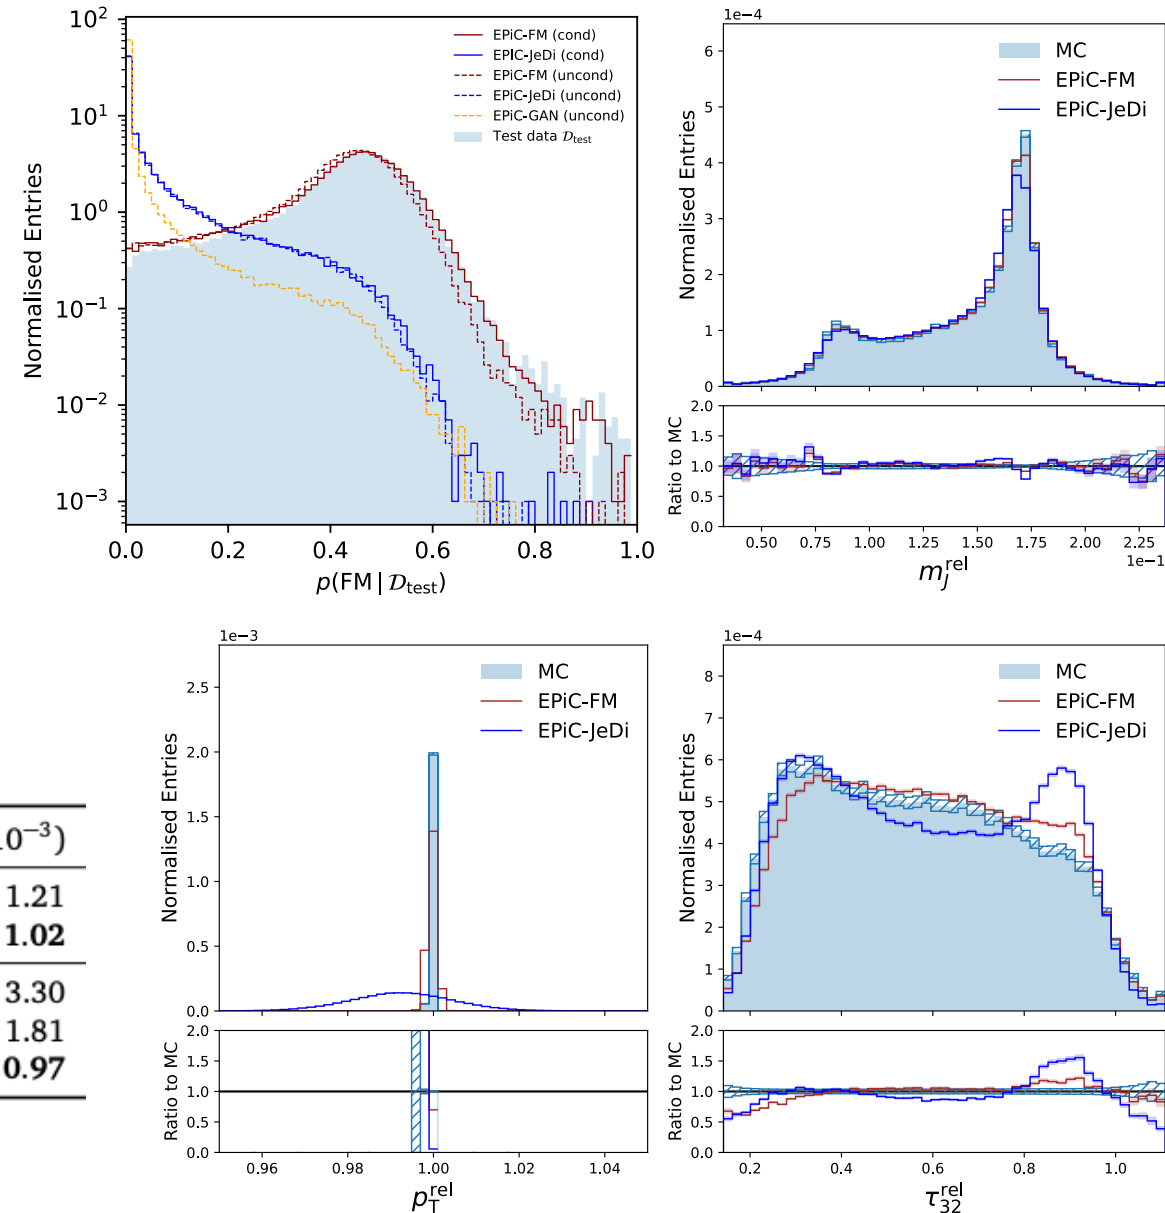 10²
10¹
10⁰
10⁻¹
10⁻²
10⁻³
Normalised Entries
EPiC-FM (cond)
EPiC-JeDi (cond)
EPiC-FM (uncond)
EPiC-JeDi (uncond)
EPiC-GAN (uncond)
Test data 𝒟test
0.0 0.2 0.4 0.6 0.8 1.0
p(FM | 𝒟test)
1e−4
6
5
4
3
2
1
0
Normalised Entries
MC
EPiC-FM
EPiC-JeDi
2.0
1.5
1.0
0.5
0.0
Ratio to MC
0.50 0.75 1.00 1.25 1.50 1.75 2.00 2.25
1e−1
m_J^rel
0⁻³)
1.21
1.02
3.30
1.81
0.97
1e−3
2.5
2.0
1.5
1.0
0.5
0.0
Normalised Entries
MC
EPiC-FM
EPiC-JeDi
2.0
1.5
1.0
0.5
0.0
Ratio to MC
0.96 0.98 1.00 1.02 1.04
p_T^rel
1e−4
8
7
6
5
4
3
2
1
0
Normalised Entries
MC
EPiC-FM
EPiC-JeDi
2.0
1.5
1.0
0.5
0.0
Ratio to MC
0.2 0.4 0.6 0.8 1.0
τ_32^rel